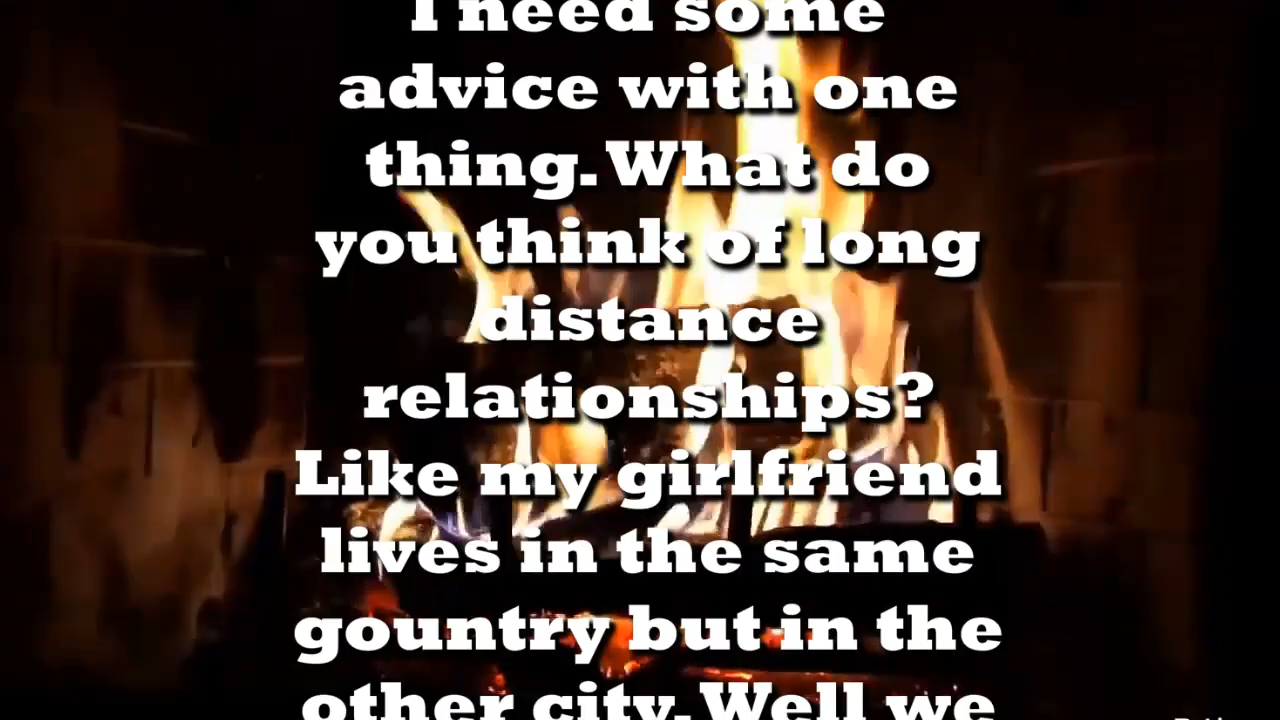 I need some
advice with one
thing. What do
you think of long
distance
relationships?
Like my girlfriend
lives in the same
gountry but in the
other city. Well we